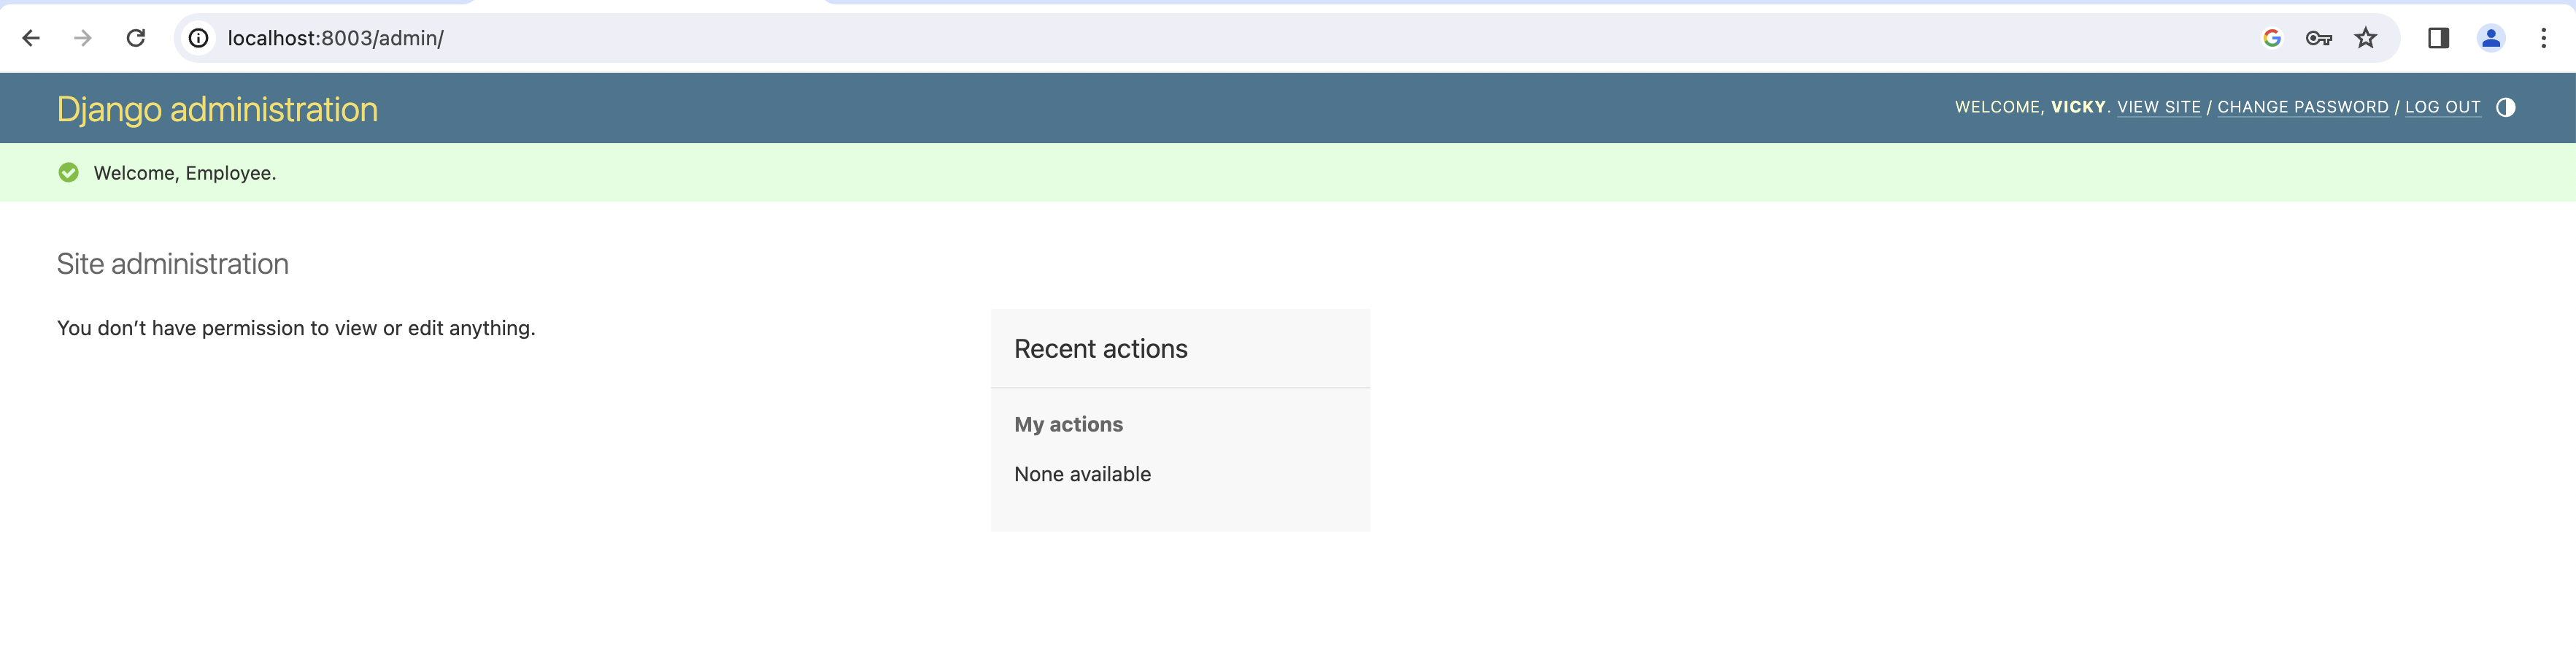 localhost:8003/admin/
Django administration
WELCOME, VICKY. VIEW SITE / CHANGE PASSWORD / LOG OUT
Welcome, Employee.
Site administration
You don’t have permission to view or edit anything.
Recent actions
My actions
None available